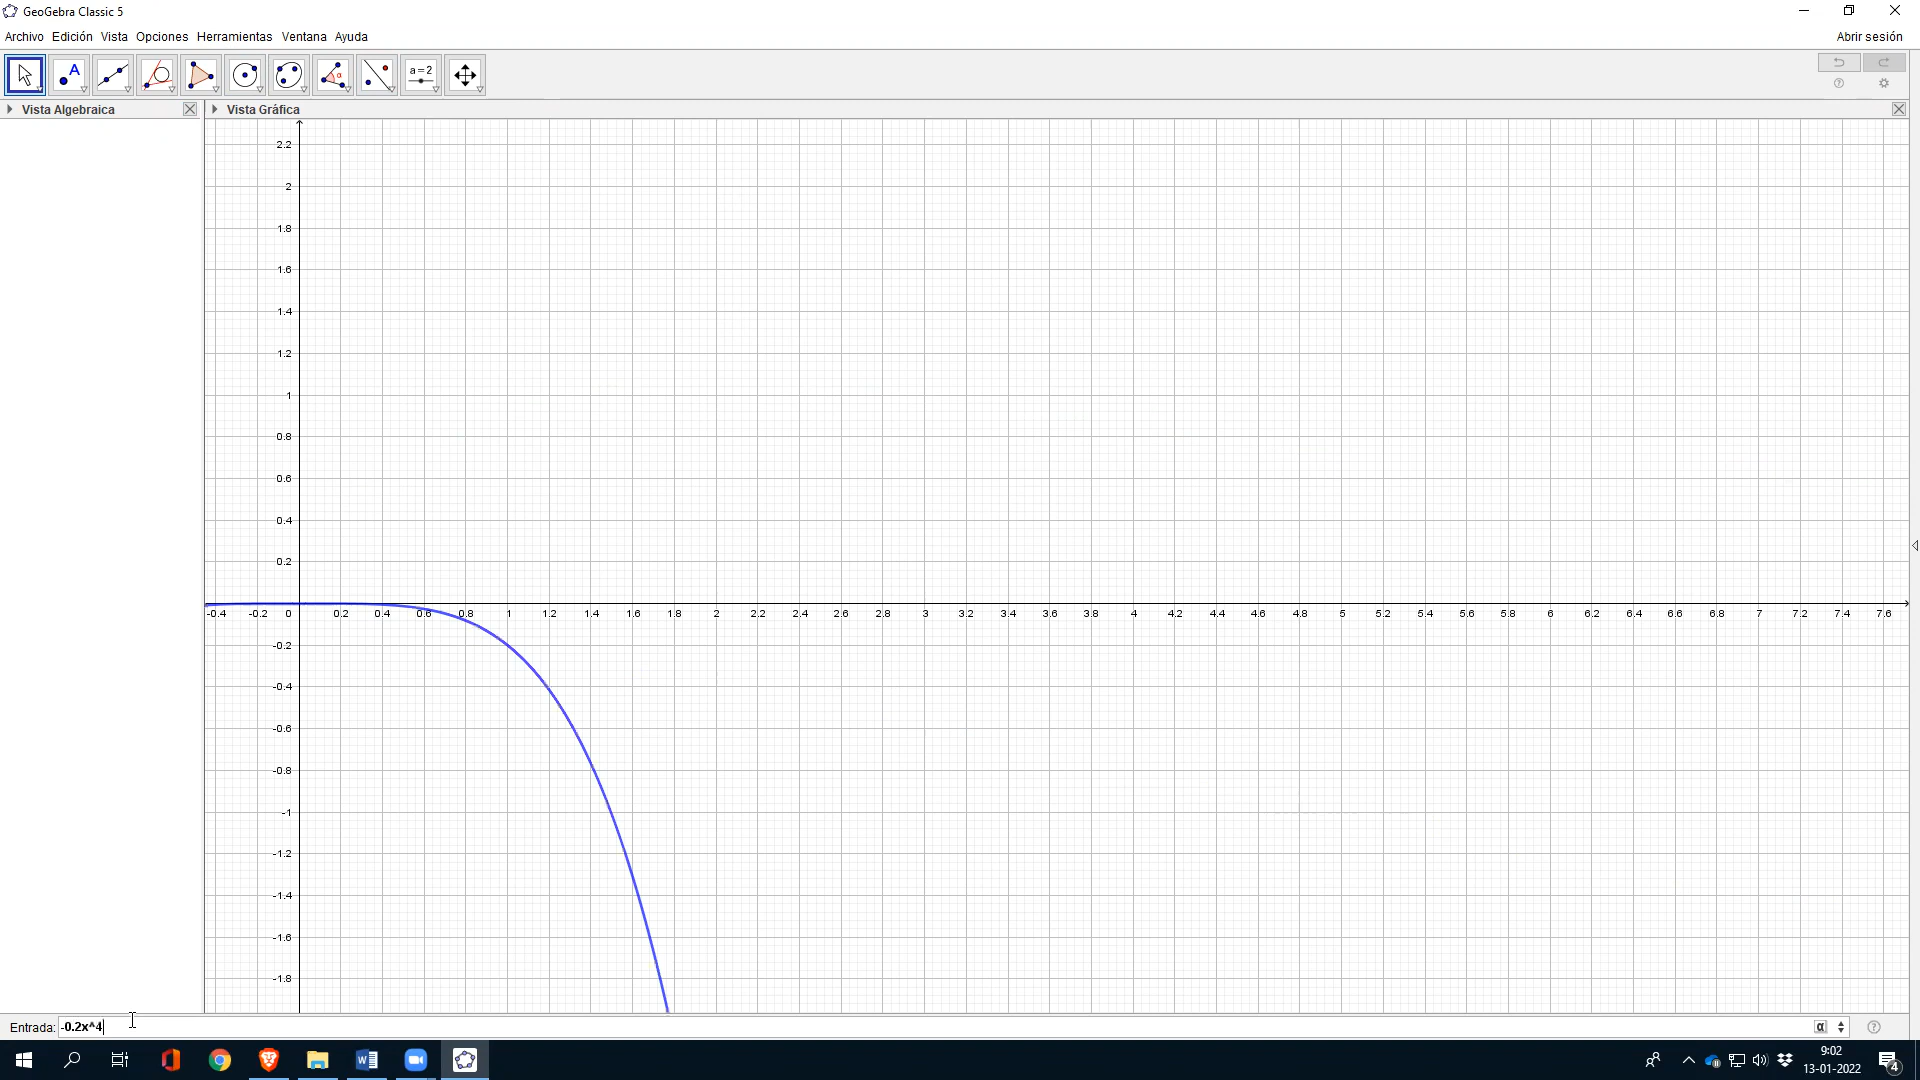 GeoGebra Classic 5
Archivo Edición Vista Opciones Herramientas Ventana Ayuda
Abrir sesión
A
α
a=2
Vista Algebraica
Vista Gráfica
2.2
2
1.8
1.6
1.4
1.2
1
0.8
0.6
0.4
0.2
-0.4 -0.2 0 0.2 0.4 0.6 0.8 1 1.2 1.4 1.6 1.8 2 2.2 2.4 2.6 2.8 3 3.2 3.4 3.6 3.8 4 4.2 4.4 4.6 4.8 5 5.2 5.4 5.6 5.8 6 6.2 6.4 6.6 6.8 7 7.2 7.4 7.6
-0.2
-0.4
-0.6
-0.8
-1
-1.2
-1.4
-1.6
-1.8
Entrada: -0.2x^4
α
9:02
13-01-2022
4